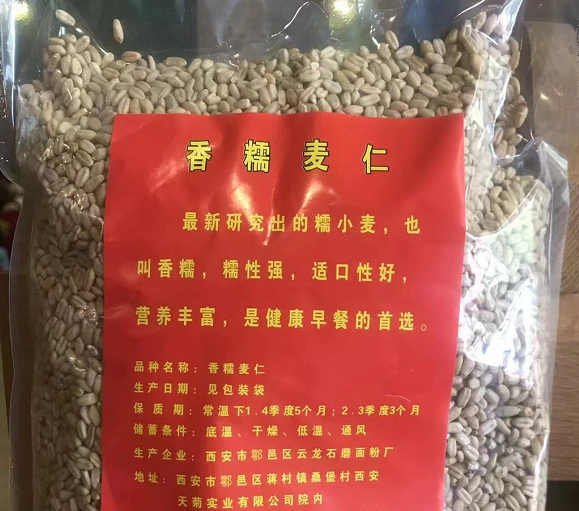 香糯麦仁
最新研究出的糯小麦，也
叫香糯，糯性强，适口性好，
营养丰富，是健康早餐的首选。
品种名称：香糯麦仁
生产日期：见包装袋
保质期：常温下1.4季度5个月；2.3季度3个月
储蓄条件：底温、干燥、低温、通风
生产企业：西安市鄠邑区云龙石磨面粉厂
地址：西安市鄠邑区蒋村镇桑堡村西安
天菊实业有限公司院内